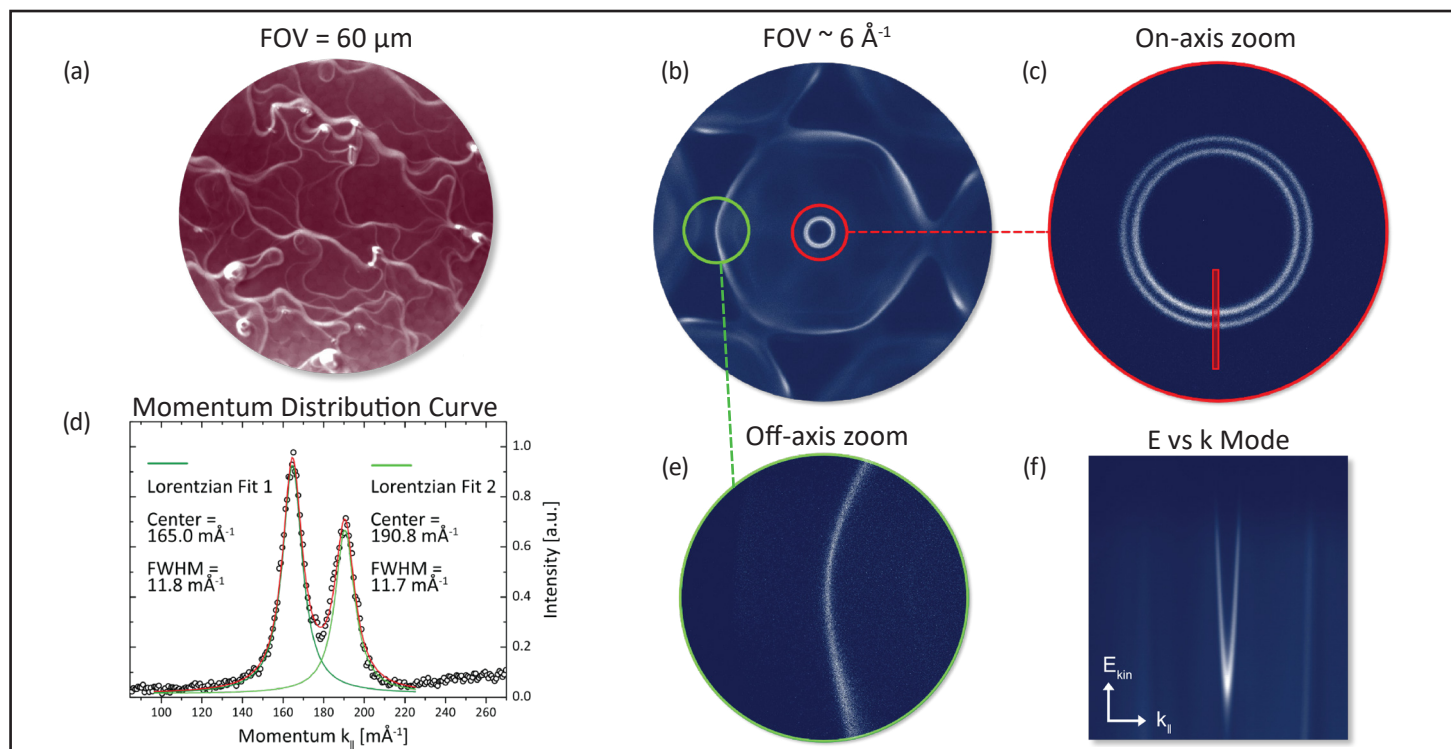 FOV = 60 µm
(a)
FOV ~ 6 Å⁻¹
(b)
On-axis zoom
(c)
Momentum Distribution Curve
(d)
Lorentzian Fit 1
Center =
165.0 mÅ⁻¹
FWHM =
11.8 mÅ⁻¹
Lorentzian Fit 2
Center =
190.8 mÅ⁻¹
FWHM =
11.7 mÅ⁻¹
1.0
0.8
0.6
0.4
0.2
0.0
Intensity [a.u.]
100 120 140 160 180 200 220 240 260
Momentum k∥ [mÅ⁻¹]
Off-axis zoom
(e)
E vs k Mode
(f)
Ekin
k∥